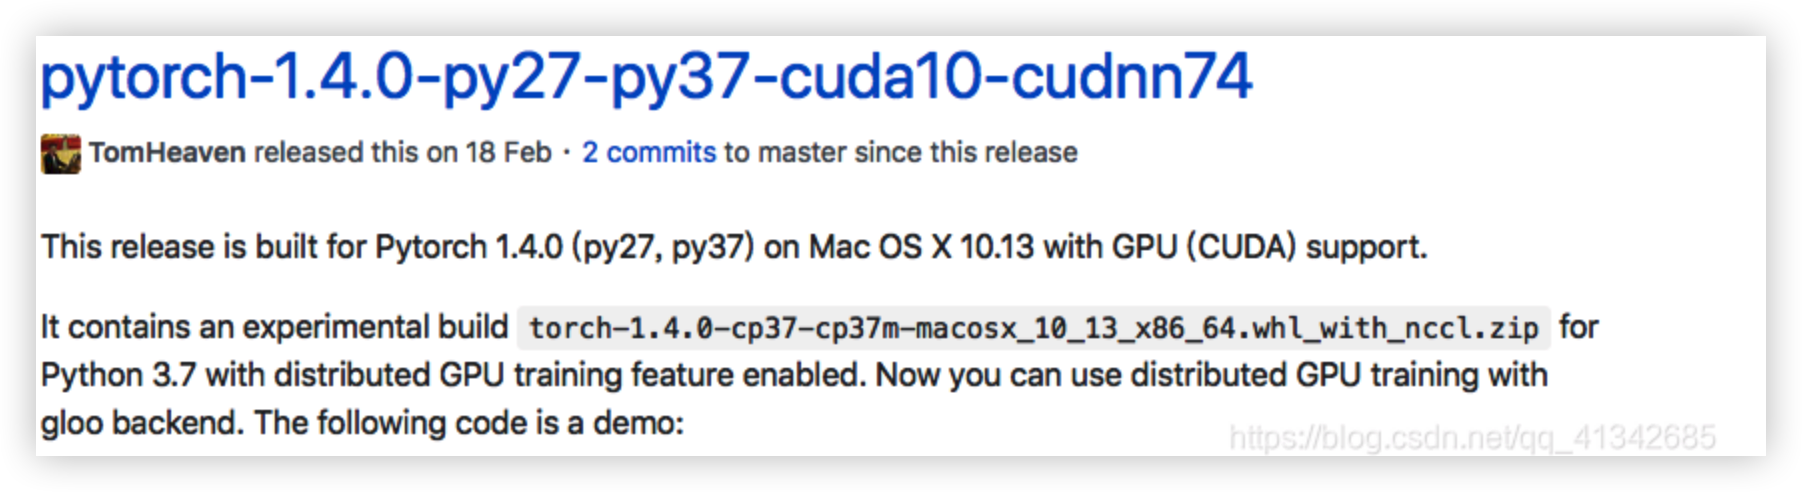 pytorch-1.4.0-py27-py37-cuda10-cudnn74
TomHeaven released this on 18 Feb · 2 commits to master since this release
This release is built for Pytorch 1.4.0 (py27, py37) on Mac OS X 10.13 with GPU (CUDA) support.
It contains an experimental build torch-1.4.0-cp37-cp37m-macosx_10_13_x86_64.whl_with_nccl.zip for
Python 3.7 with distributed GPU training feature enabled. Now you can use distributed GPU training with
gloo backend. The following code is a demo:
https://blog.csdn.net/qq_41342685